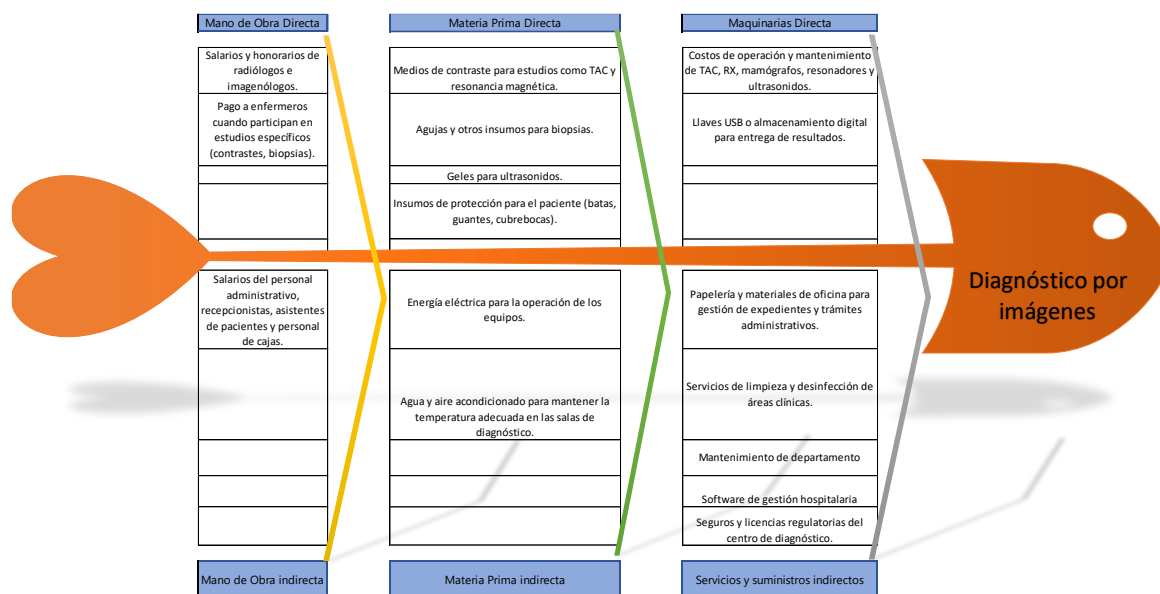 Mano de Obra Directa
Salarios y honorarios de
radiólogos e
imagenólogos.
Pago a enfermeros
cuando participan en
estudios específicos
(contrastes, biopsias).
Materia Prima Directa
Medios de contraste para estudios como TAC y
resonancia magnética.
Agujas y otros insumos para biopsias.
Geles para ultrasonidos.
Insumos de protección para el paciente (batas,
guantes, cubrebocas).
Maquinarias Directa
Costos de operación y mantenimiento
de TAC, RX, mamógrafos, resonadores y
ultrasonidos.
Llaves USB o almacenamiento digital
para entrega de resultados.
Diagnóstico por
imágenes
Salarios del personal
administrativo,
recepcionistas, asistentes
de pacientes y personal
de cajas.
Mano de Obra indirecta
Energía eléctrica para la operación de los
equipos.
Agua y aire acondicionado para mantener la
temperatura adecuada en las salas de
diagnóstico.
Materia Prima indirecta
Papelería y materiales de oficina para
gestión de expedientes y trámites
administrativos.
Servicios de limpieza y desinfección de
áreas clínicas.
Mantenimiento de departamento
Software de gestión hospitalaria
Seguros y licencias regulatorias del
centro de diagnóstico.
Servicios y suministros indirectos